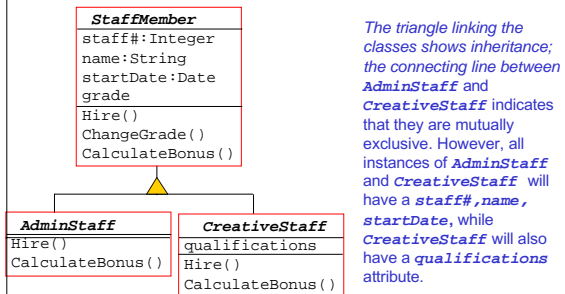 StaffMember
staff#:Integer
name:String
startDate:Date
grade
Hire()
ChangeGrade()
CalculateBonus()
AdminStaff
Hire()
CalculateBonus()
CreativeStaff
qualifications
Hire()
CalculateBonus()
The triangle linking the
classes shows inheritance;
the connecting line between
AdminStaff and
CreativeStaff indicates
that they are mutually
exclusive. However, all
instances of AdminStaff
and CreativeStaff will
have a staff#,name,
startDate, while
CreativeStaff will also
have a qualifications
attribute.